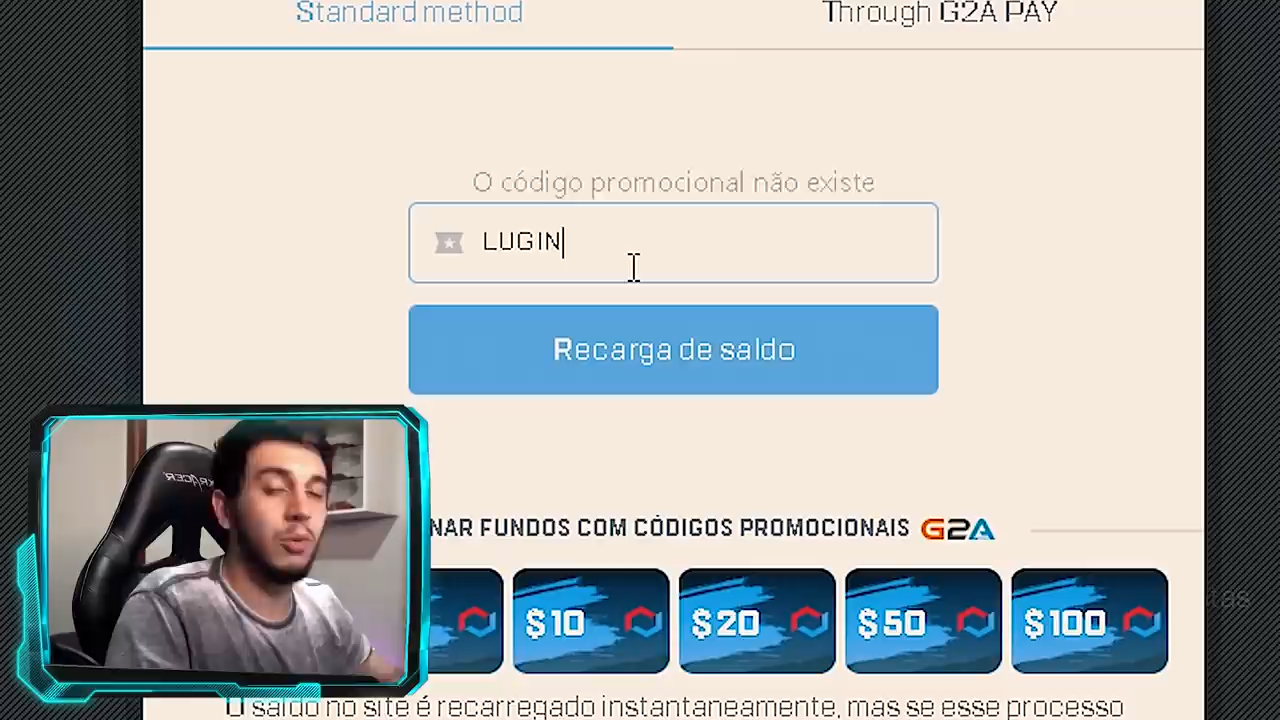 Standard method
Through G2A PAY
O código promocional não existe
LUGIN
Recarga de saldo
NAR FUNDOS COM CÓDIGOS PROMOCIONAIS G2A
$10
$20
$50
$100
tas
O saldo no site é recarregado instantaneamente, mas se esse processo